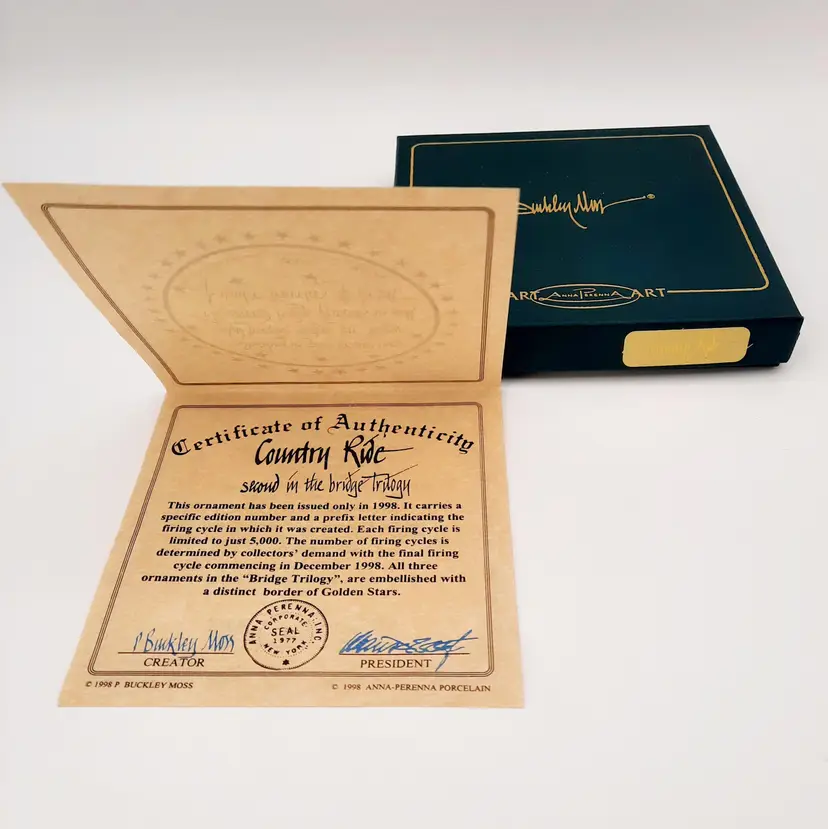 Buckley Moss ®
ART ANNA PERENNA ART
Certificate of Authenticity
Country Ride
second in the bridge Trilogy
This ornament has been issued only in 1998. It carries a
specific edition number and a prefix letter indicating the
firing cycle in which it was created. Each firing cycle is
limited to just 5,000. The number of firing cycles is
determined by collectors' demand with the final firing
cycle commencing in December 1998. All three
ornaments in the “Bridge Trilogy”, are embellished with
a distinct border of Golden Stars.
P Buckley Moss
CREATOR
ANNA PERENNA, INC.
CORPORATE
SEAL
1977
NEW YORK
PRESIDENT
© 1998 P BUCKLEY MOSS
© 1998 ANNA-PERENNA PORCELAIN